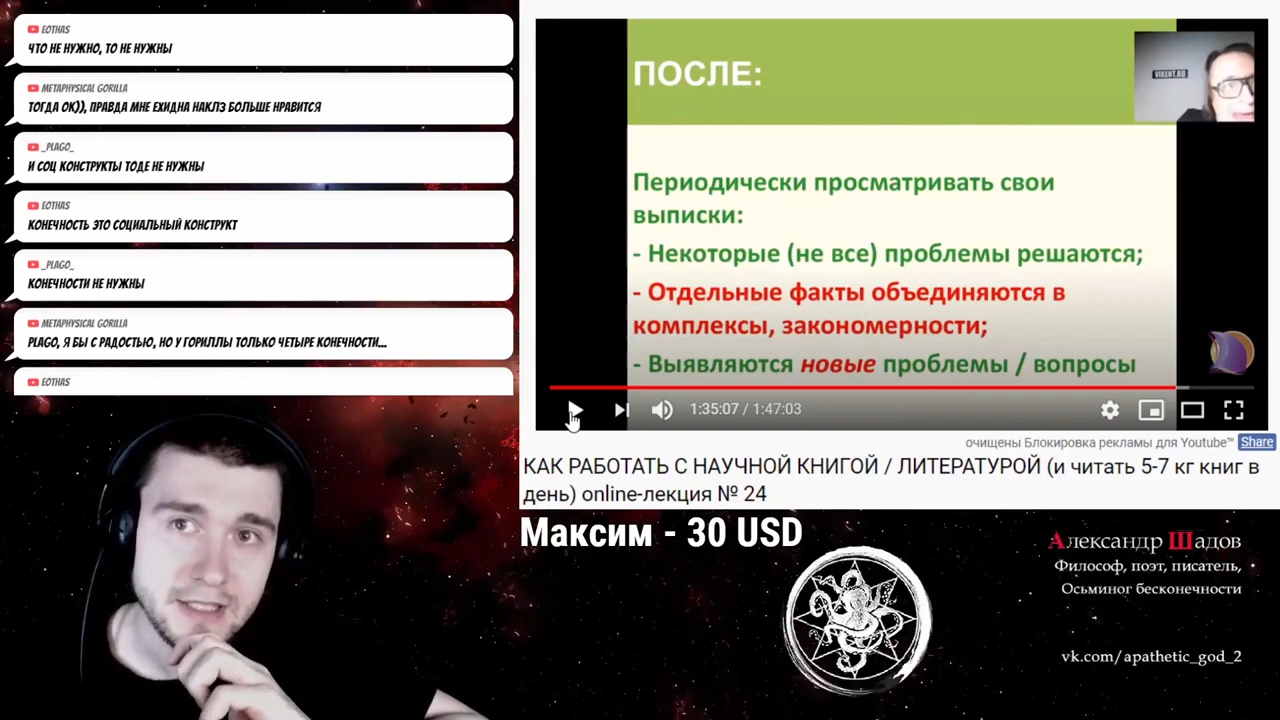 EOTHAS
ЧТО НЕ НУЖНО, ТО НЕ НУЖНЫ
METAPHYSICAL GORILLA
ТОГДА ОК)), ПРАВДА МНЕ ЕХИДНА НАКЛЗ БОЛЬШЕ НРАВИТСЯ
_PLAGO_
И СОЦ КОНСТРУКТЫ ТОДЕ НЕ НУЖНЫ
EOTHAS
КОНЕЧНОСТЬ ЭТО СОЦИАЛЬНЫЙ КОНСТРУКТ
_PLAGO_
КОНЕЧНОСТИ НЕ НУЖНЫ
METAPHYSICAL GORILLA
PLAGO, Я БЫ С РАДОСТЬЮ, НО У ГОРИЛЛЫ ТОЛЬКО ЧЕТЫРЕ КОНЕЧНОСТИ...
EOTHAS
ПОСЛЕ:
VIKENT.RU
Периодически просматривать свои
выписки:
- Некоторые (не все) проблемы решаются;
- Отдельные факты объединяются в
комплексы, закономерности;
- Выявляются новые проблемы / вопросы
1:35:07 / 1:47:03
очищены Блокировка рекламы для Youtube™ Share
КАК РАБОТАТЬ С НАУЧНОЙ КНИГОЙ / ЛИТЕРАТУРОЙ (и читать 5-7 кг книг в
день) online-лекция № 24
Максим - 30 USD
Александр Шадов
Философ, поэт, писатель,
Осьминог бесконечности
vk.com/apathetic_god_2